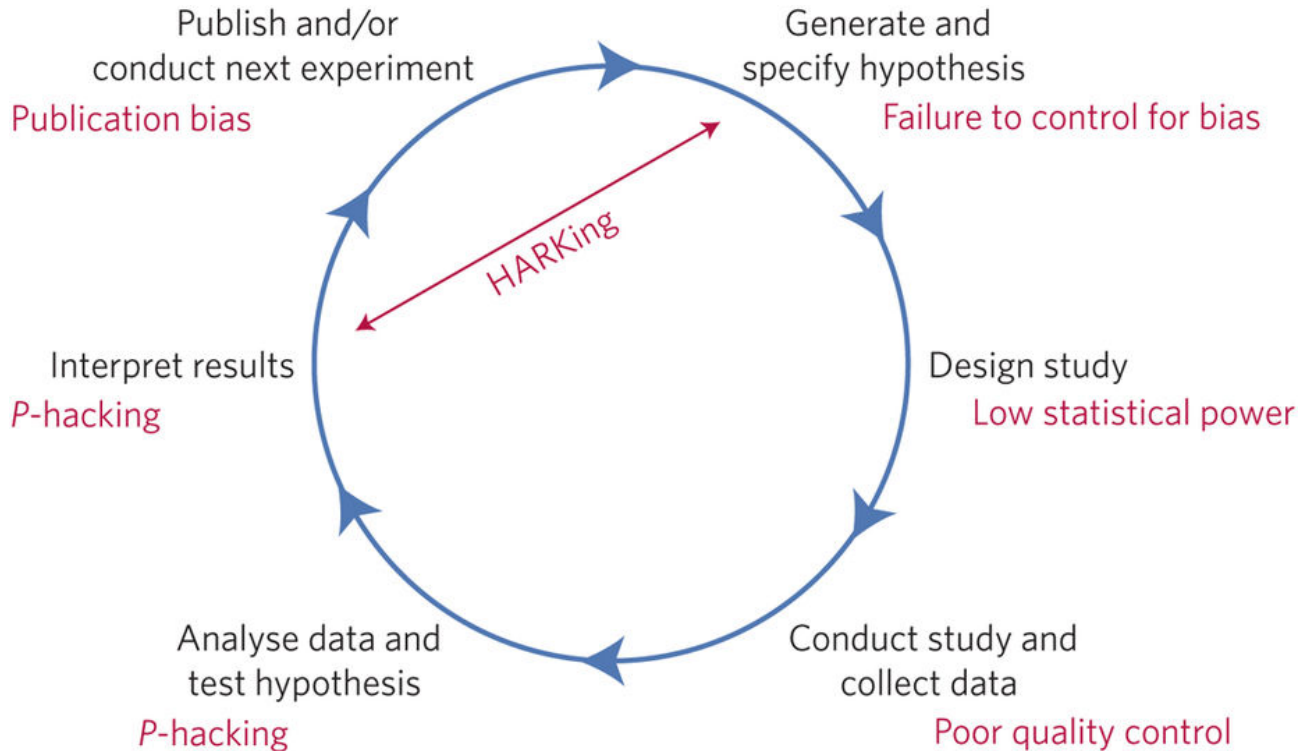 Publish and/or
conduct next experiment
Publication bias
Generate and
specify hypothesis
Failure to control for bias
HARKing
Interpret results
P-hacking
Design study
Low statistical power
Analyse data and
test hypothesis
P-hacking
Conduct study and
collect data
Poor quality control